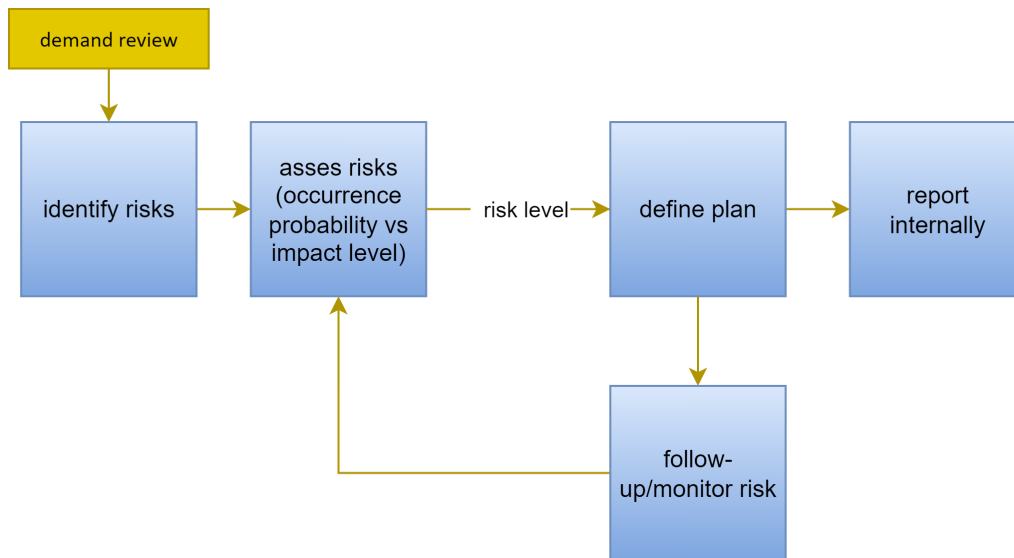 demand review
identify risks
asses risks
(occurrence
probability vs
impact level)
risk level
define plan
report
internally
follow-
up/monitor risk